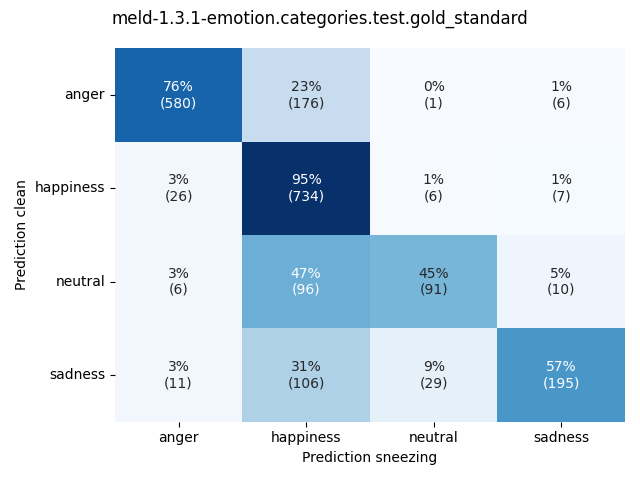 meld-1.3.1-emotion.categories.test.gold_standard
Prediction clean
anger
76%
(580)
23%
(176)
0%
(1)
1%
(6)
happiness
3%
(26)
95%
(734)
1%
(6)
1%
(7)
neutral
3%
(6)
47%
(96)
45%
(91)
5%
(10)
sadness
3%
(11)
31%
(106)
9%
(29)
57%
(195)
anger
happiness
neutral
sadness
Prediction sneezing